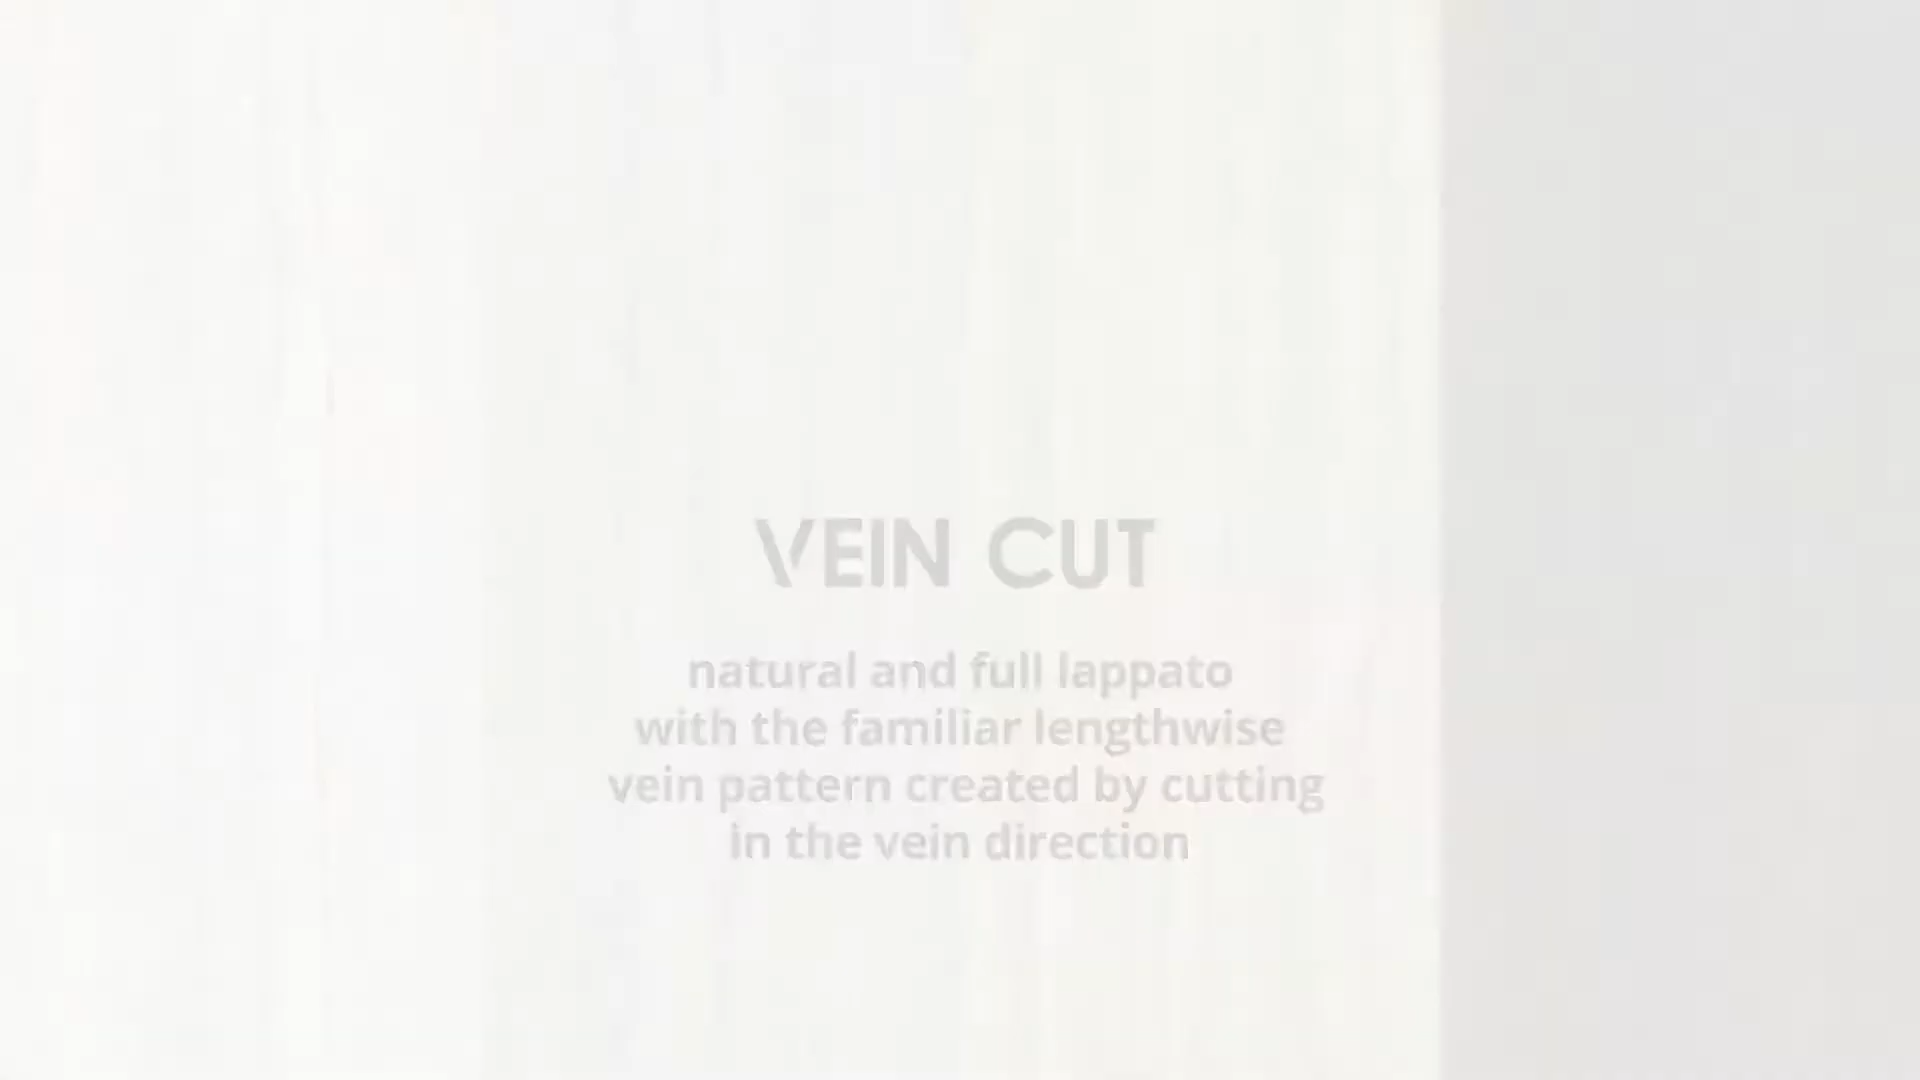 VEIN CUT
natural and full lappato
with the familiar lengthwise
vein pattern created by cutting
in the vein direction